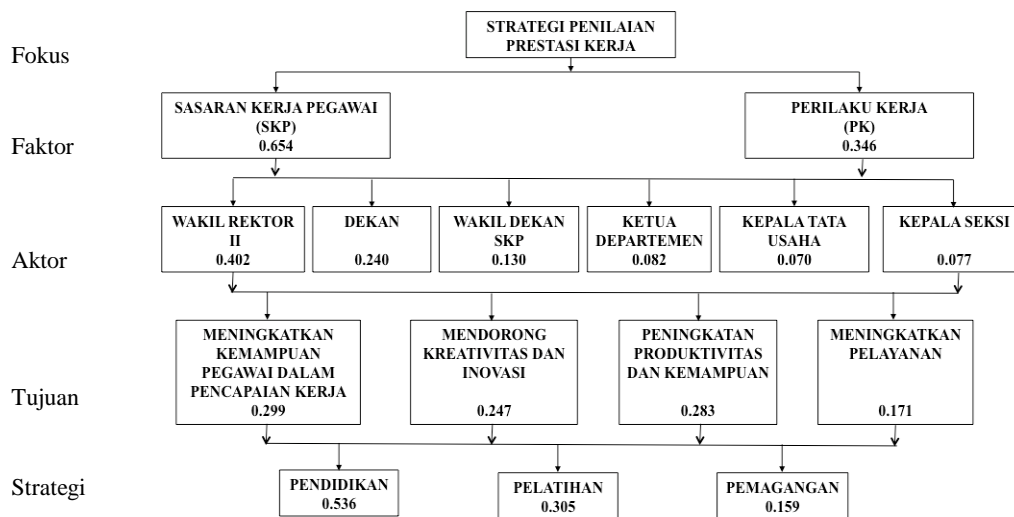 STRATEGI PENILAIAN
PRESTASI KERJA
Fokus
SASARAN KERJA PEGAWAI
(SKP)
0.654
PERILAKU KERJA
(PK)
0.346
Faktor
WAKIL REKTOR
II
0.402
DEKAN
0.240
WAKIL DEKAN
SKP
0.130
KETUA
DEPARTEMEN
0.082
KEPALA TATA
USAHA
0.070
KEPALA SEKSI
0.077
Aktor
MENINGKATKAN
KEMAMPUAN
PEGAWAI DALAM
PENCAPAIAN KERJA
0.299
MENDORONG
KREATIVITAS DAN
INOVASI
0.247
PENINGKATAN
PRODUKTIVITAS
DAN KEMAMPUAN
0.283
MENINGKATKAN
PELAYANAN
0.171
Tujuan
Strategi
PENDIDIKAN
0.536
PELATIHAN
0.305
PEMAGANGAN
0.159